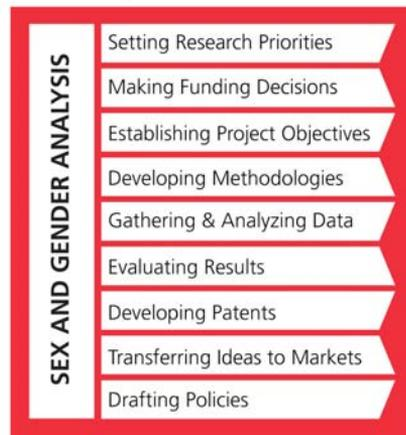 SEX AND GENDER ANALYSIS
Setting Research Priorities
Making Funding Decisions
Establishing Project Objectives
Developing Methodologies
Gathering & Analyzing Data
Evaluating Results
Developing Patents
Transferring Ideas to Markets
Drafting Policies